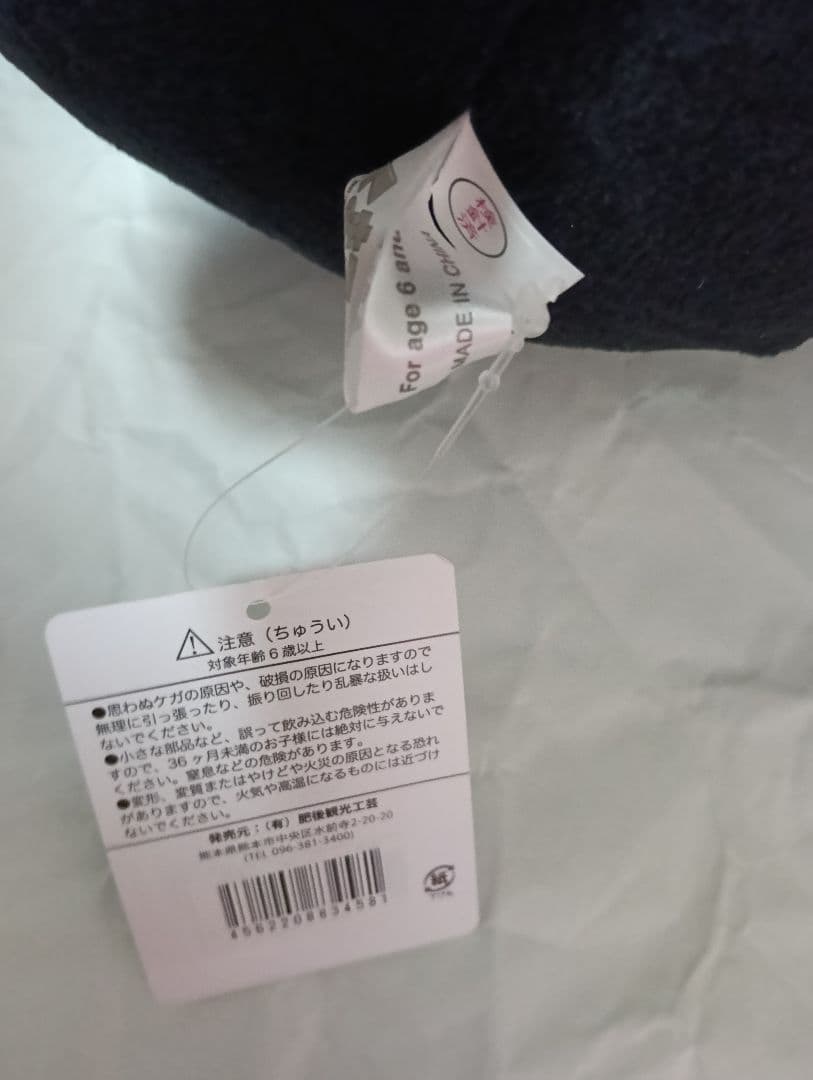 For age 6 an
MADE IN CHIN
注意（ちゅうい）
対象年齢６歳以上
●思わぬケガの原因や、破損の原因になりますので
無理に引っ張ったり、振り回したり乱暴な扱いはし
ないでください。
●小さな部品など、誤って飲み込む危険性がありま
すので、36ヶ月未満のお子様には絶対に与えないで
ください。窒息などの危険があります。
●変形、変質またはやけどや火災の原因となる恐れ
がありますので、火気や高温になるものには近づけ
ないでください。
発売元：（有）肥後観光工芸
熊本県熊本市中央区水前寺2-20-20
(TEL 096-381-3400)
4562208634581
紙